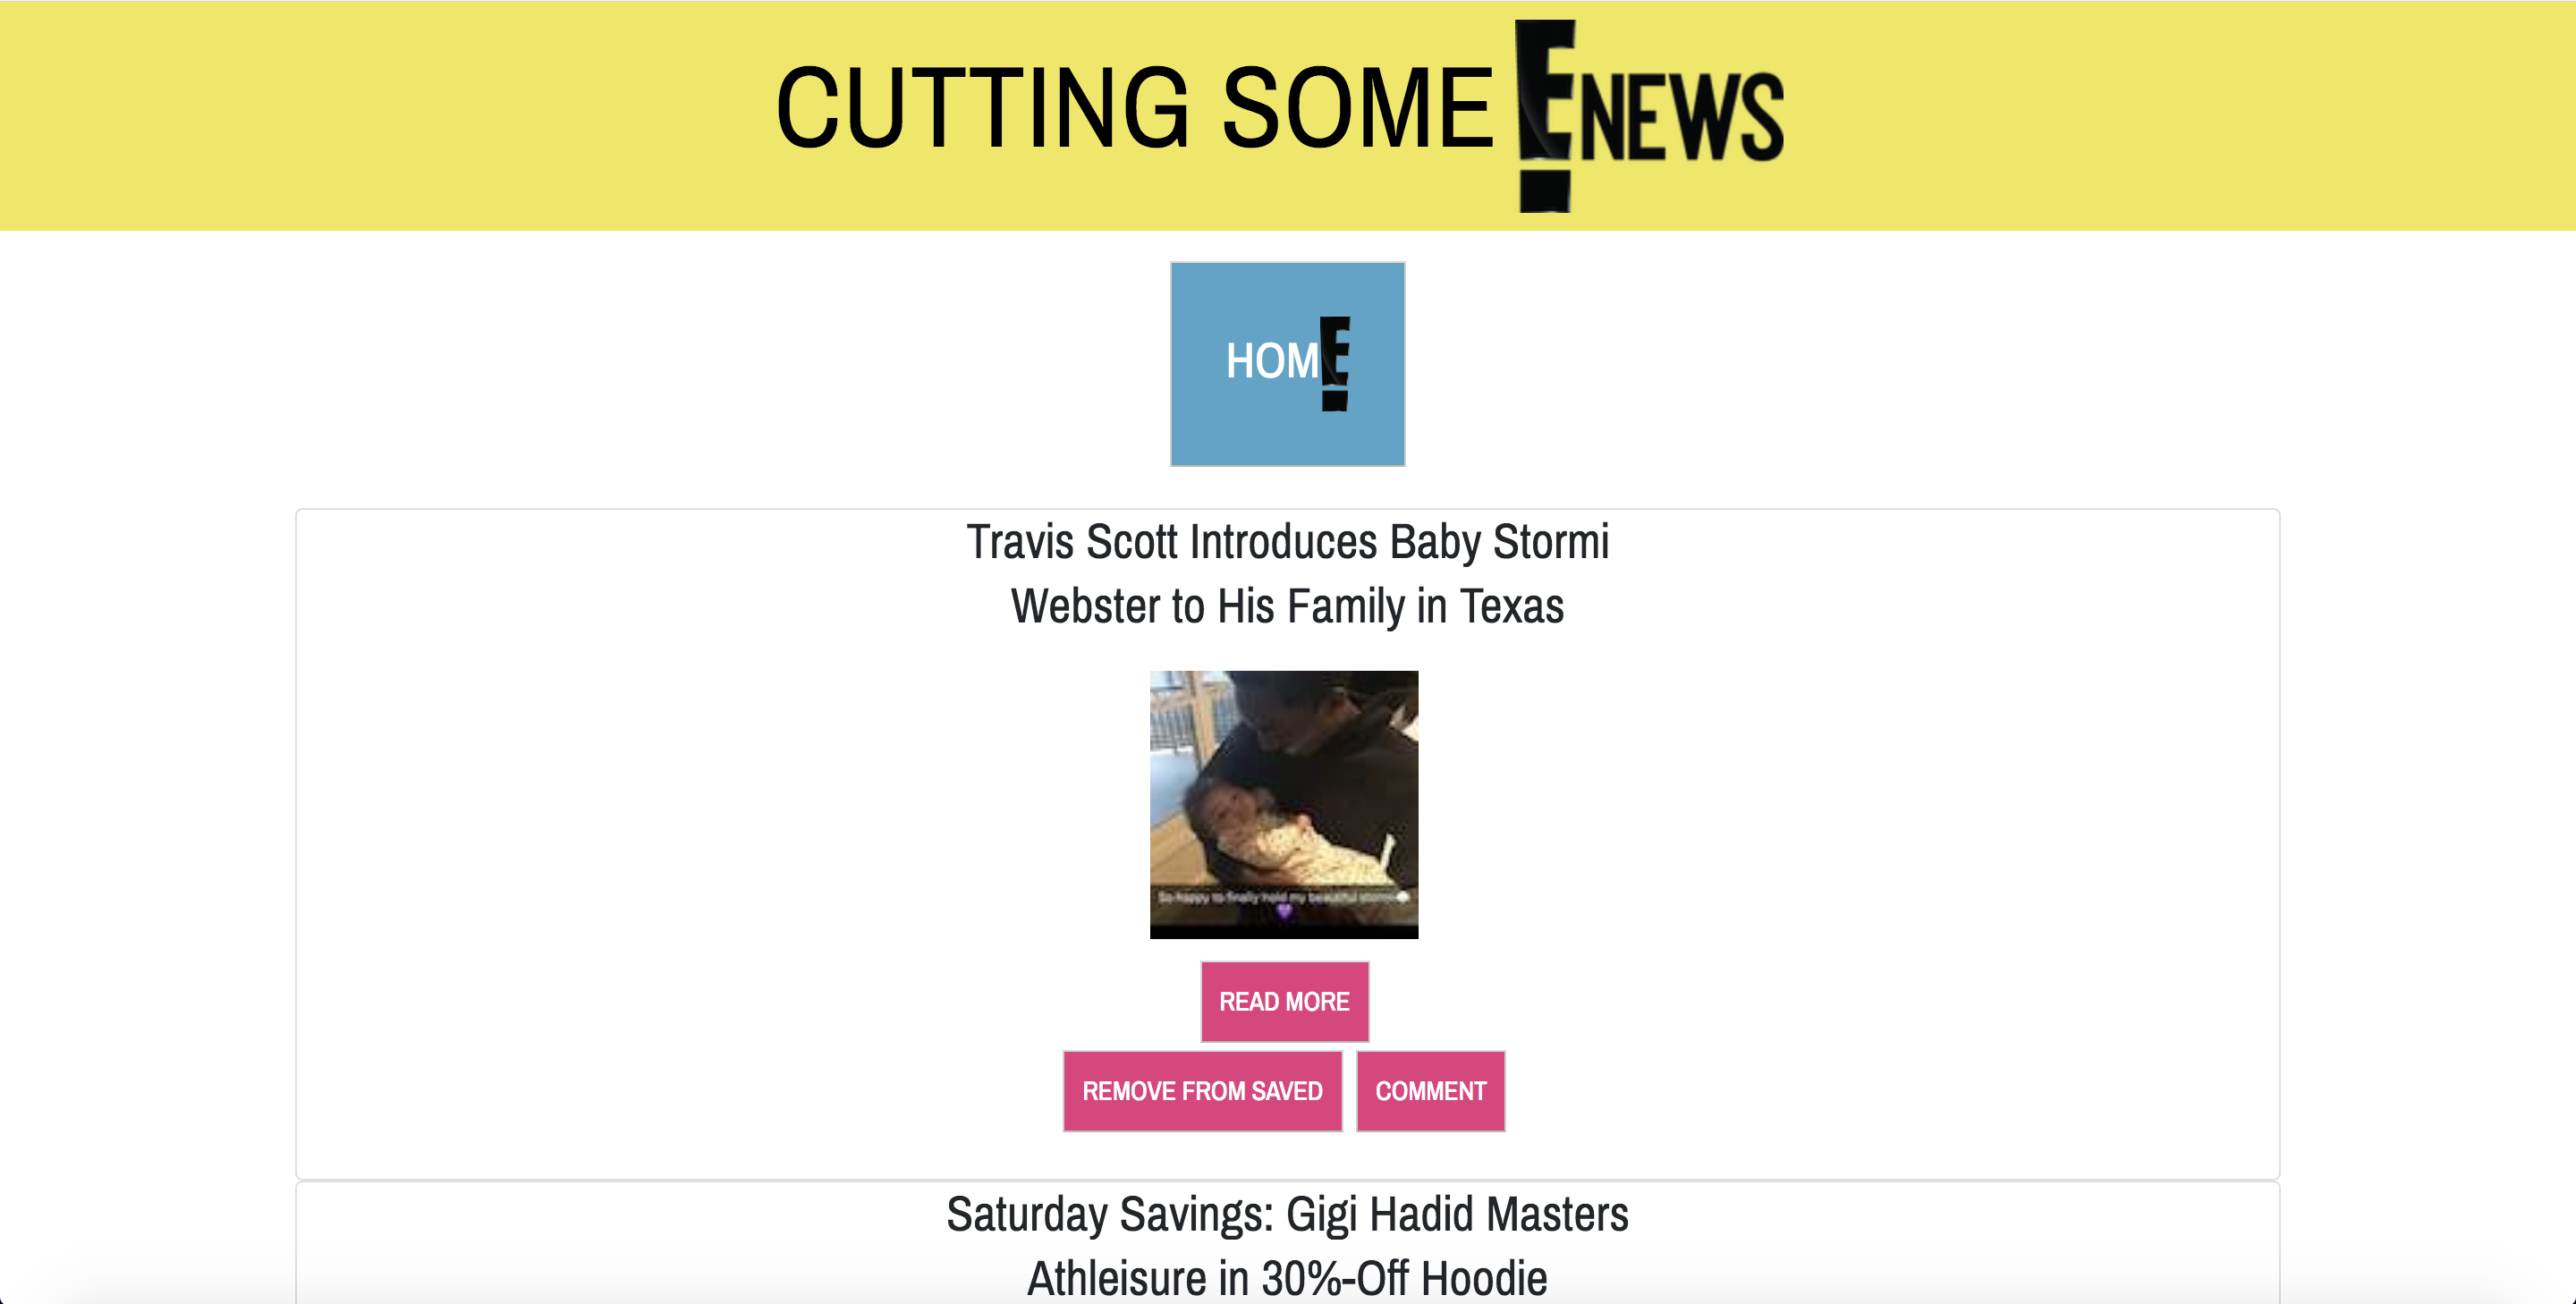 CUTTING SOME E! NEWS
HOME!
Travis Scott Introduces Baby Stormi
Webster to His Family in Texas
So happy to finally hold my beautiful
READ MORE
REMOVE FROM SAVED COMMENT
Saturday Savings: Gigi Hadid Masters
Athleisure in 30%-Off Hoodie